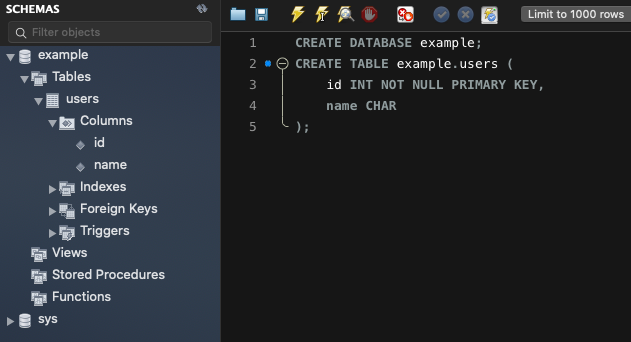 SCHEMAS
Filter objects
example
Tables
users
Columns
id
name
Indexes
Foreign Keys
Triggers
Views
Stored Procedures
Functions
sys
Limit to 1000 rows
1 CREATE DATABASE example;
2 CREATE TABLE example.users (
3 id INT NOT NULL PRIMARY KEY,
4 name CHAR
5 );